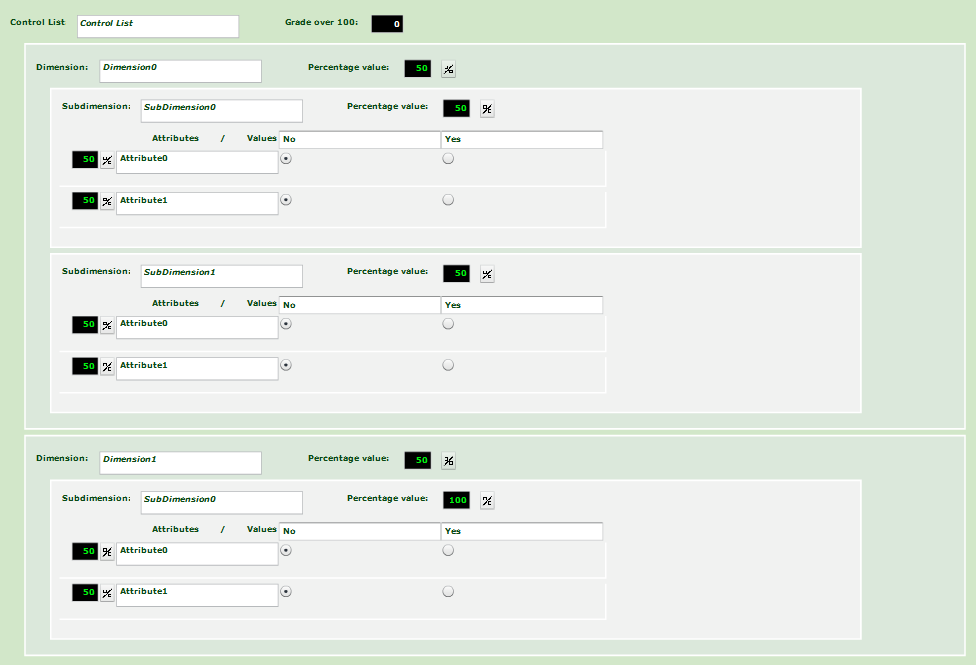 Control List Control List Grade over 100: 0
Dimension: Dimension0 Percentage value: 50 %
Subdimension: SubDimension0 Percentage value: 50 %
Attributes / Values No Yes
50 % Attribute0
50 % Attribute1
Subdimension: SubDimension1 Percentage value: 50 %
Attributes / Values No Yes
50 % Attribute0
50 % Attribute1
Dimension: Dimension1 Percentage value: 50 %
Subdimension: SubDimension0 Percentage value: 100 %
Attributes / Values No Yes
50 % Attribute0
50 % Attribute1